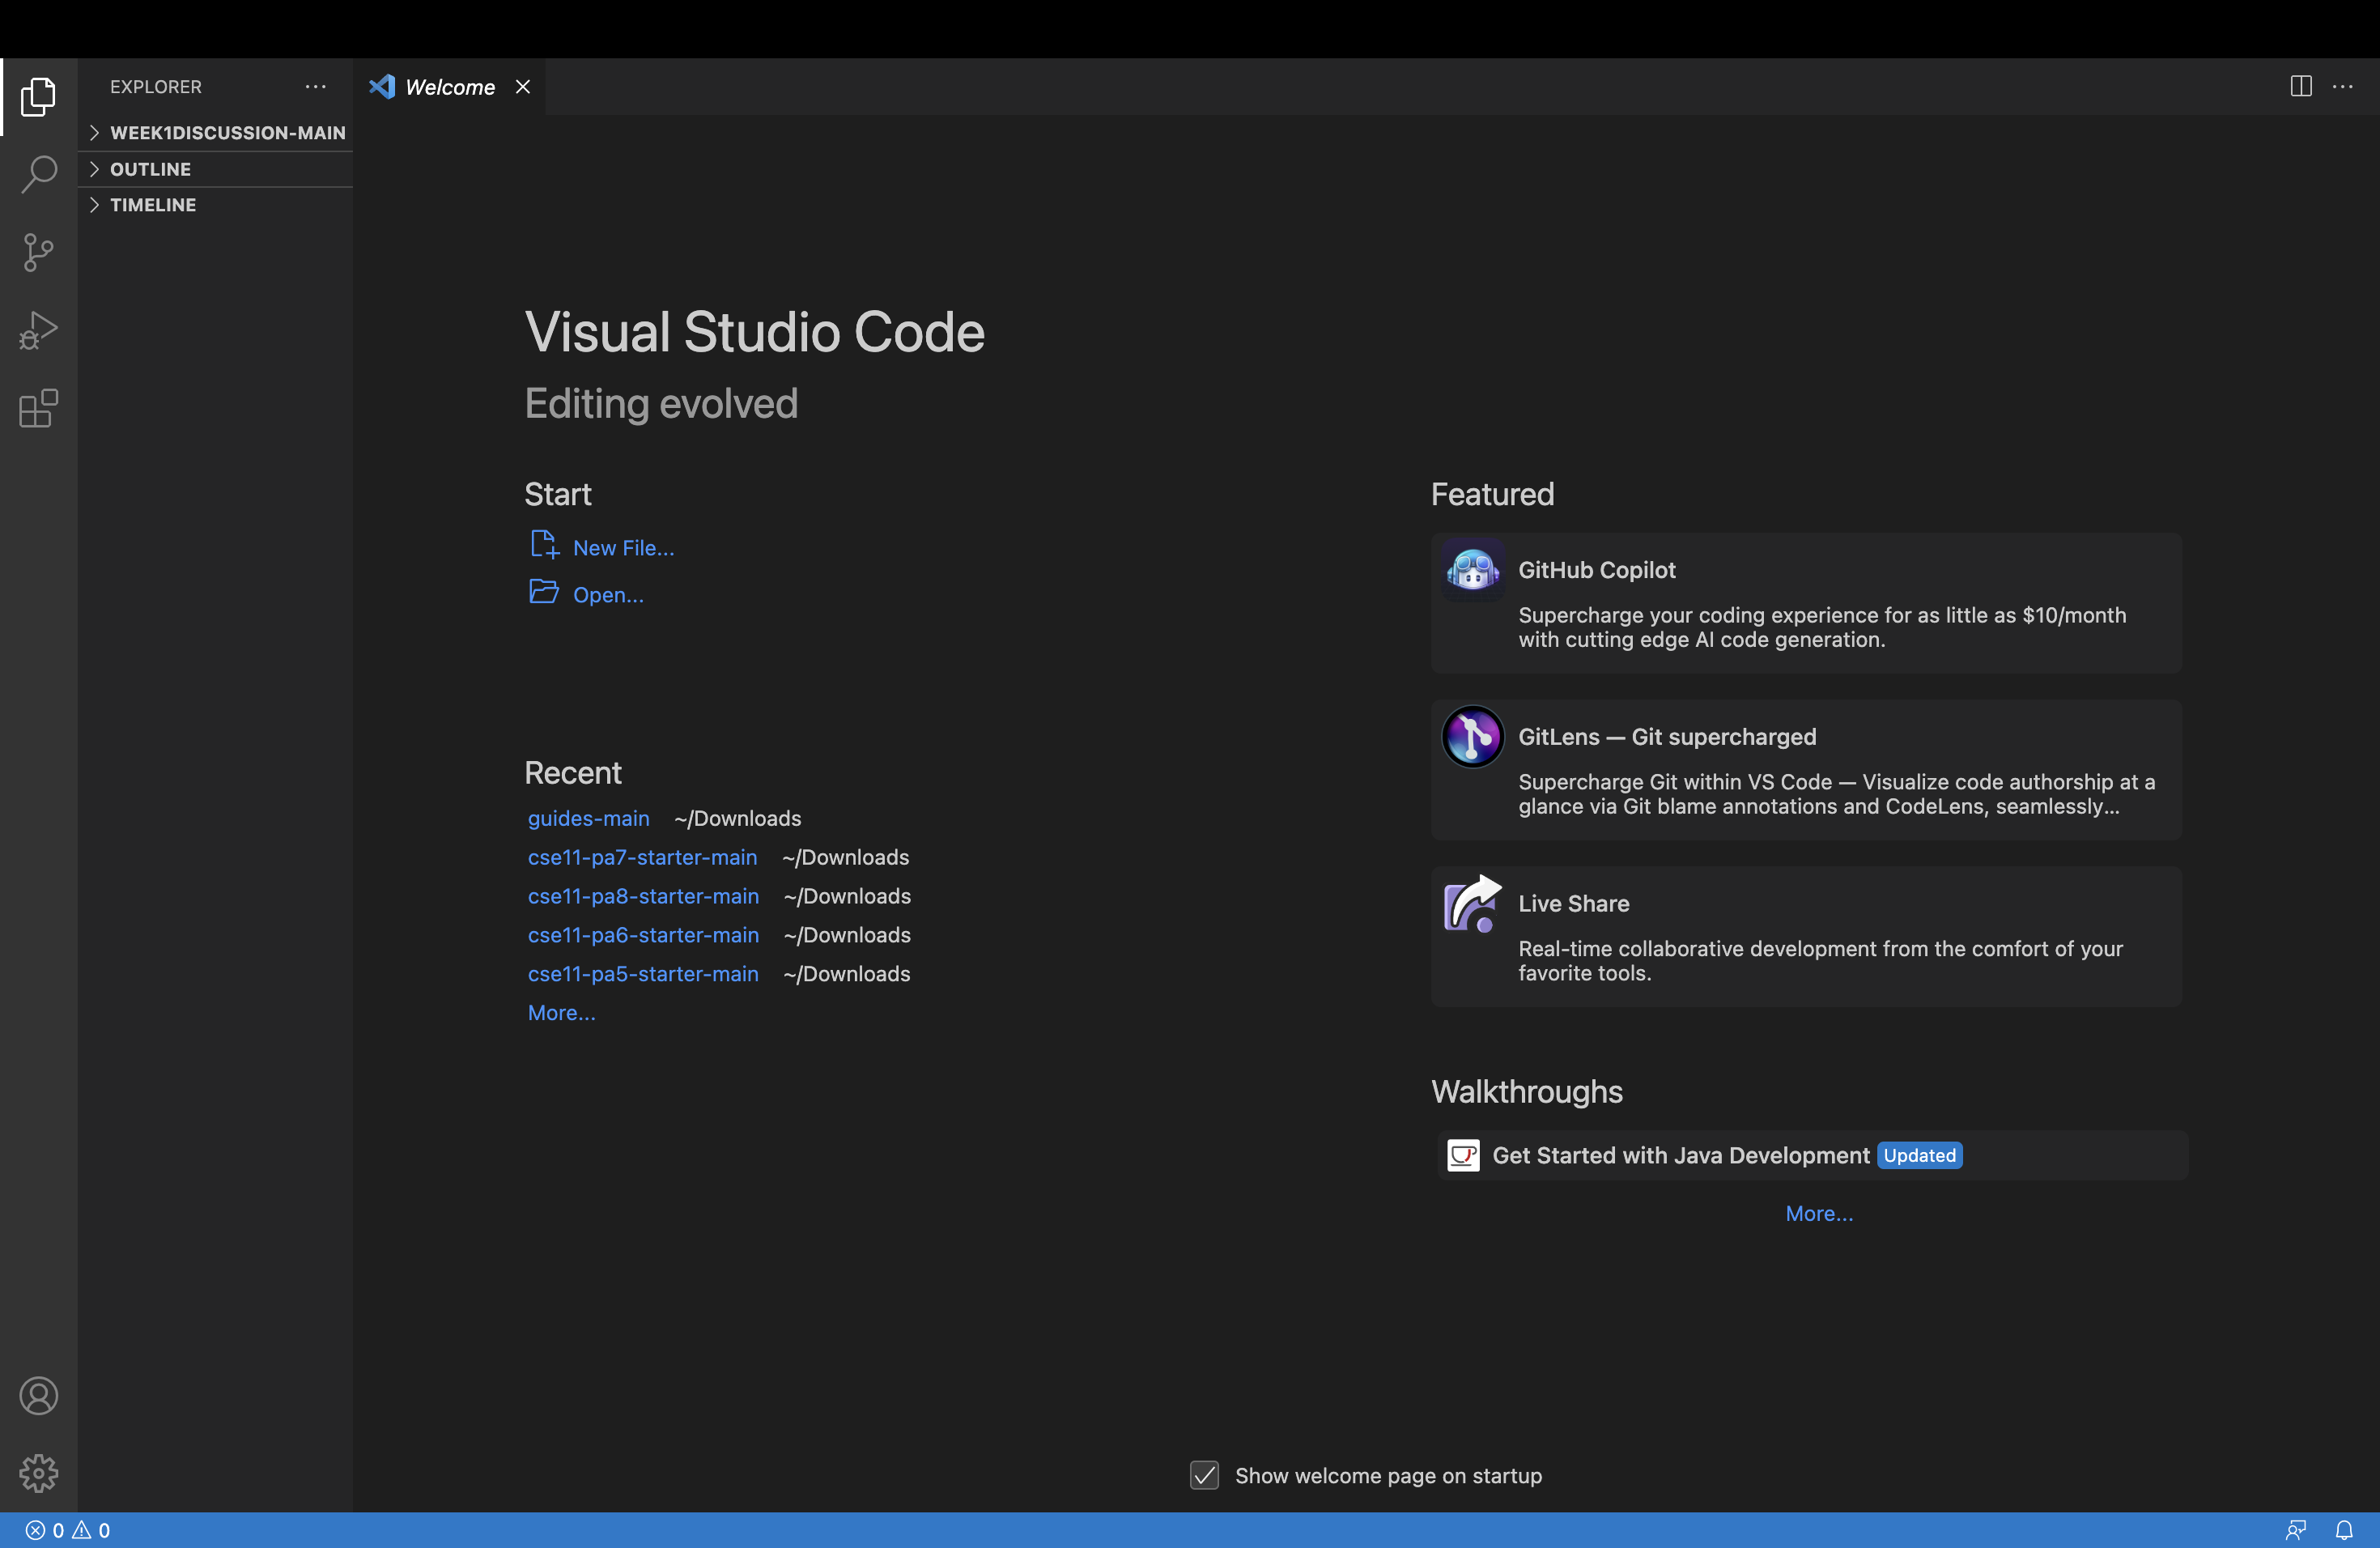 EXPLORER
WEEK1DISCUSSION-MAIN
OUTLINE
TIMELINE
Welcome
Visual Studio Code
Editing evolved
Start
New File...
Open...
Recent
guides-main ~/Downloads
cse11-pa7-starter-main ~/Downloads
cse11-pa8-starter-main ~/Downloads
cse11-pa6-starter-main ~/Downloads
cse11-pa5-starter-main ~/Downloads
More...
Featured
GitHub Copilot
Supercharge your coding experience for as little as $10/month
with cutting edge AI code generation.
GitLens — Git supercharged
Supercharge Git within VS Code — Visualize code authorship at a
glance via Git blame annotations and CodeLens, seamlessly...
Live Share
Real-time collaborative development from the comfort of your
favorite tools.
Walkthroughs
Get Started with Java Development Updated
More...
Show welcome page on startup
0 0